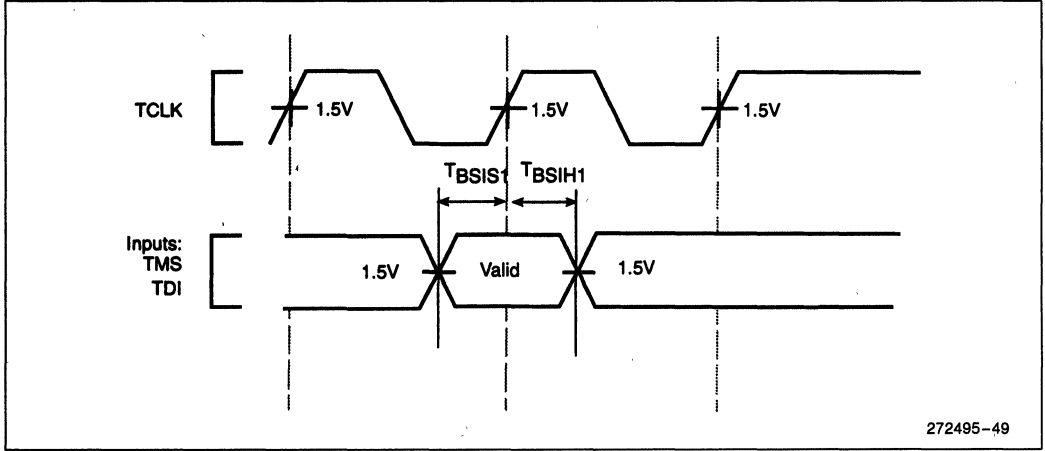 TCLK
1.5V
1.5V
1.5V
TBSIS1
TBSIH1
Inputs:
TMS
TDI
1.5V
Valid
1.5V
272495-49